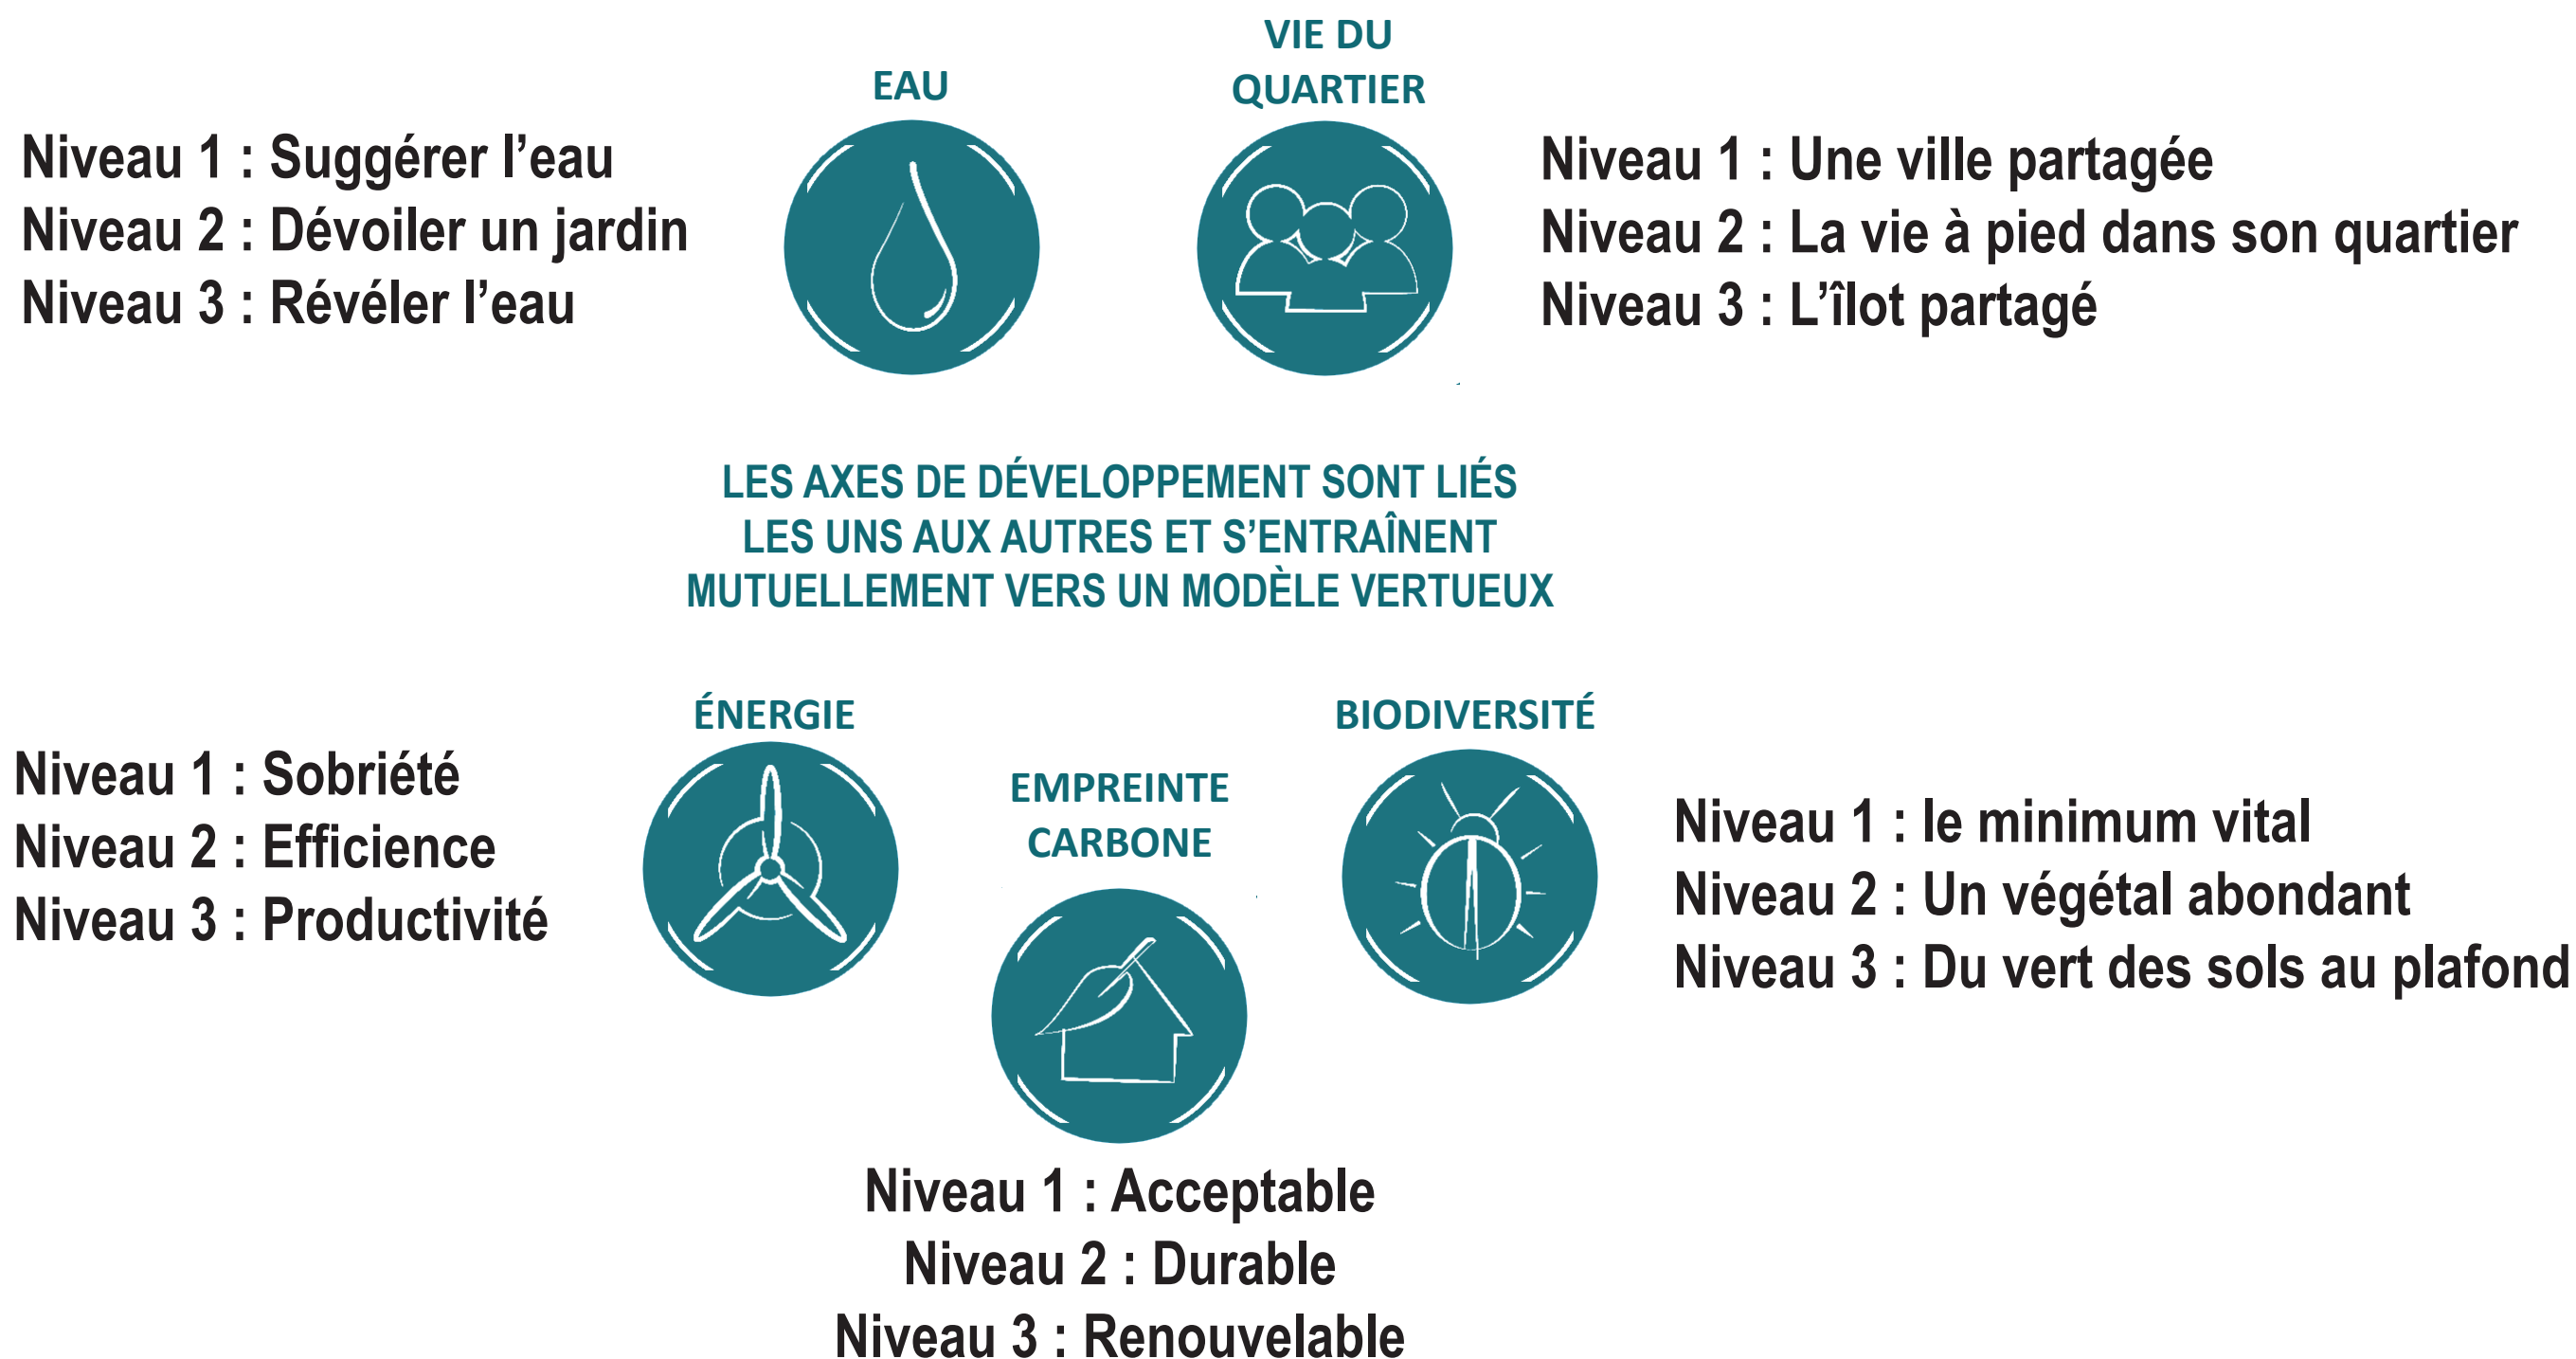 EAU
Niveau 1 : Suggérer l’eau
Niveau 2 : Dévoiler un jardin
Niveau 3 : Révéler l’eau
VIE DU
QUARTIER
Niveau 1 : Une ville partagée
Niveau 2 : La vie à pied dans son quartier
Niveau 3 : L’îlot partagé
LES AXES DE DÉVELOPPEMENT SONT LIÉS
LES UNS AUX AUTRES ET S’ENTRAÎNENT
MUTUELLEMENT VERS UN MODÈLE VERTUEUX
ÉNERGIE
Niveau 1 : Sobriété
Niveau 2 : Efficience
Niveau 3 : Productivité
EMPREINTE
CARBONE
Niveau 1 : Acceptable
Niveau 2 : Durable
Niveau 3 : Renouvelable
BIODIVERSITÉ
Niveau 1 : le minimum vital
Niveau 2 : Un végétal abondant
Niveau 3 : Du vert des sols au plafond